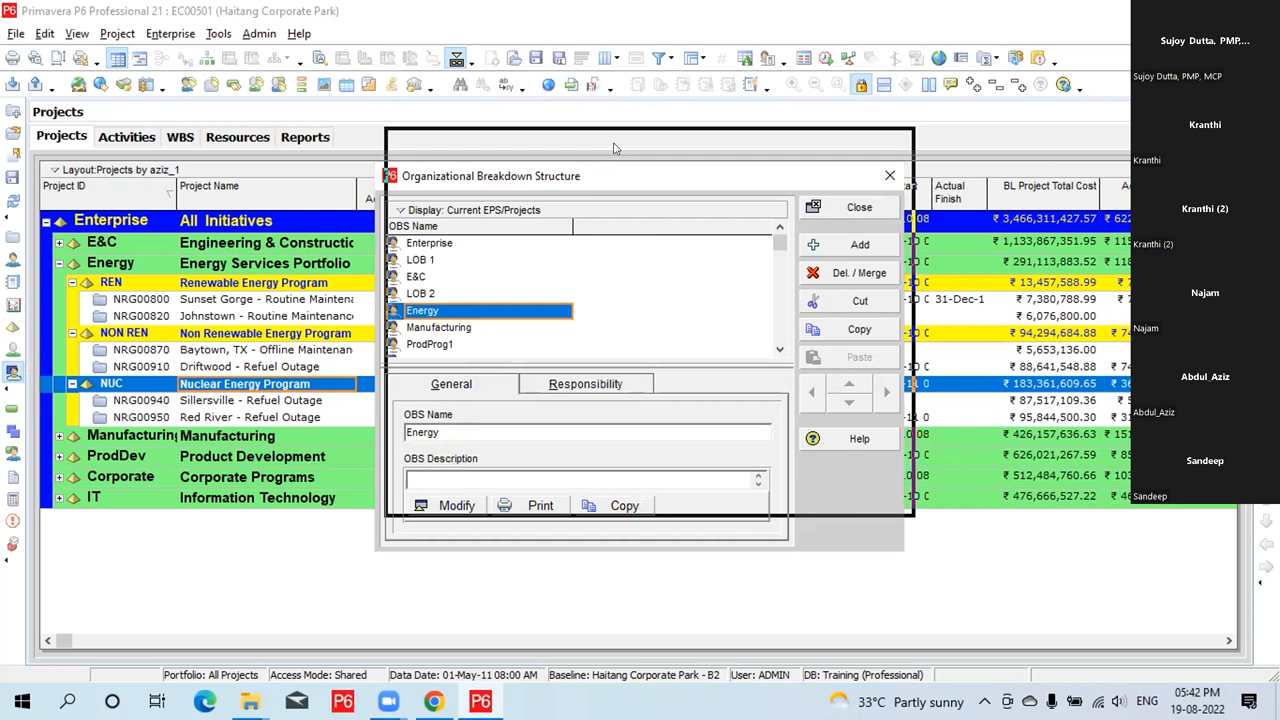 Primavera P6 Professional 21 : EC00501 (Haitang Corporate Park)
File Edit View Project Enterprise Tools Admin Help
Projects
Projects Activities WBS Resources Reports
Layout:Projects by aziz_1
Project ID Project Name Actual Finish BL Project Total Cost
Enterprise All Initiatives ₹ 3,466,311,427.57 ₹ 622
E&C Engineering & Constructic ₹ 1,133,867,351.95 ₹ 11
Energy Energy Services Portfolio ₹ 291,113,883.52 ₹ 118
REN Renewable Energy Program ₹ 13,457,588.99
NRG00800 Sunset Gorge - Routine Maintena 31-Dec-1 ₹ 7,380,788.99
NRG00820 Johnstown - Routine Maintenanc ₹ 6,076,800.00
NON REN Non Renewable Energy Program ₹ 94,294,684.88
NRG00870 Baytown, TX - Offline Maintenan ₹ 5,653,136.00
NRG00910 Driftwood - Refuel Outage ₹ 88,641,548.88
NUC Nuclear Energy Program ₹ 183,361,609.65
NRG00940 Sillersville - Refuel Outage ₹ 87,517,109.36
NRG00950 Red River - Refuel Outage ₹ 95,844,500.30
Manufacturing Manufacturing ₹ 426,157,636.63 ₹ 151
ProdDev Product Development ₹ 626,021,267.59
Corporate Corporate Programs ₹ 512,484,760.66
IT Information Technology ₹ 476,666,527.22
Organizational Breakdown Structure
Display: Current EPS/Projects
OBS Name
Enterprise
LOB 1
E&C
LOB 2
Energy
Manufacturing
ProdProg1
General Responsibility
OBS Name
Energy
OBS Description
Modify Print Copy
Close
Add
Del. / Merge
Cut
Copy
Paste
Help
Sujoy Dutta, PMP,...
Sujoy Dutta, PMP, MCP
Kranthi
Kranthi
Kranthi (2)
Kranthi (2)
Najam
Najam
Abdul_Aziz
Abdul_Aziz
Sandeep
Sandeep
Portfolio: All Projects Access Mode: Shared Data Date: 01-May-11 08:00 AM Baseline: Haitang Corporate Park - B2 User: ADMIN DB: Training (Professional)
33°C Partly sunny ENG 05:42 PM
19-08-2022